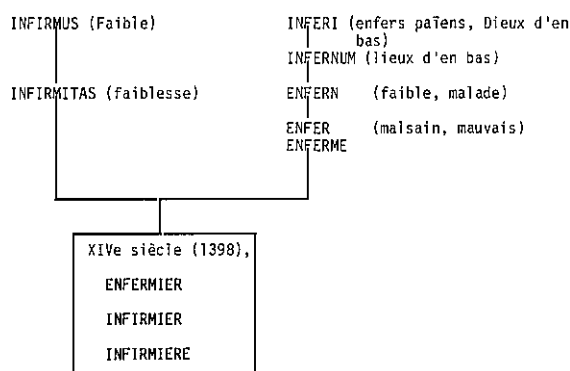 INFIRMUS (Faible)
INFERI (enfers païens, Dieux d'en
bas)
INFERNUM (lieux d'en bas)
INFIRMITAS (faiblesse)
ENFERN (faible, malade)
ENFER (malsain, mauvais)
ENFERME
XIVe siècle (1398),
ENFERMIER
INFIRMIER
INFIRMIERE